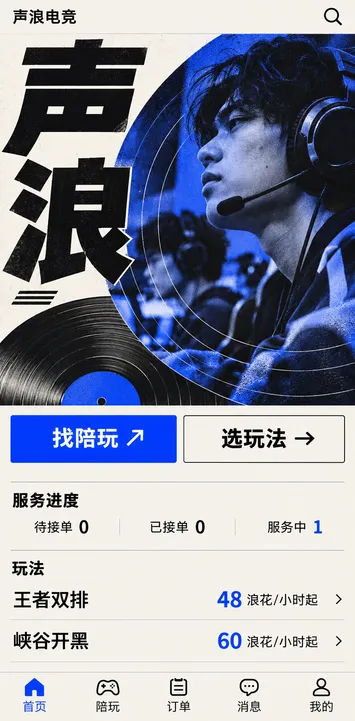 声浪电竞
声浪
找陪玩 ↗ 选玩法 →
服务进度
待接单 0 已接单 0 服务中 1
玩法
王者双排 48 浪花/小时起
峡谷开黑 60 浪花/小时起
首页 陪玩 订单 消息 我的